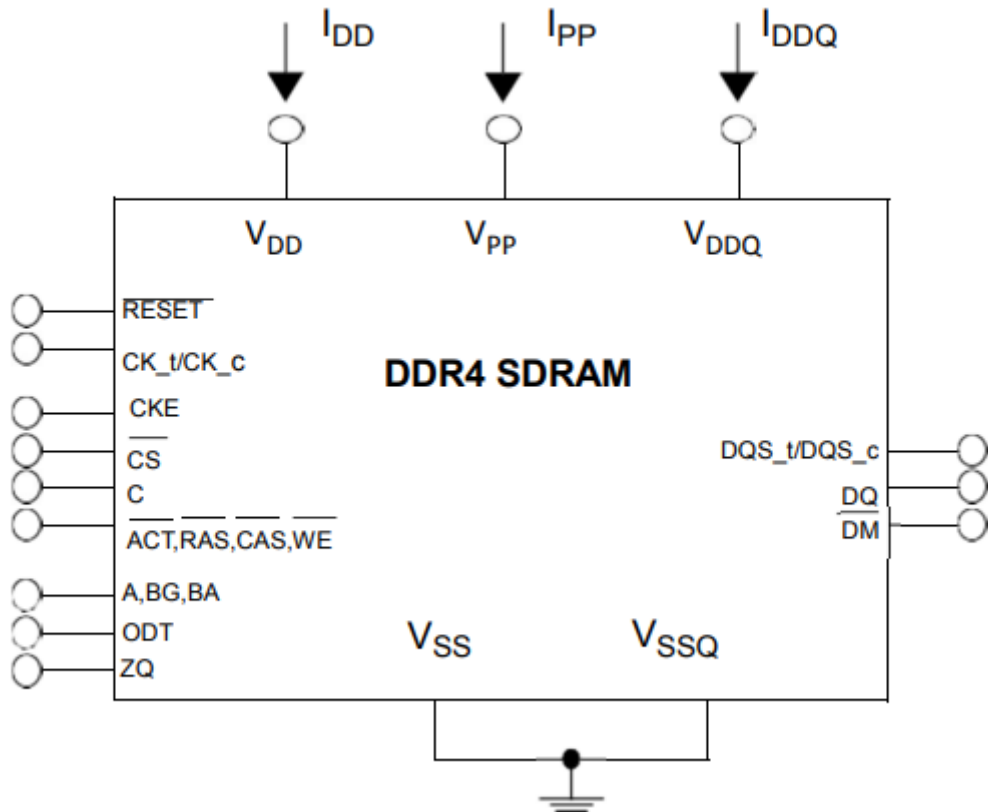 IDD IPP IDDQ
VDD VPP VDDQ
RESET
CK_t/CK_c
DDR4 SDRAM
CKE
CS
DQS_t/DQS_c
C
DQ
ACT,RAS,CAS,WE
DM
A,BG,BA
ODT
VSS VSSQ
ZQ